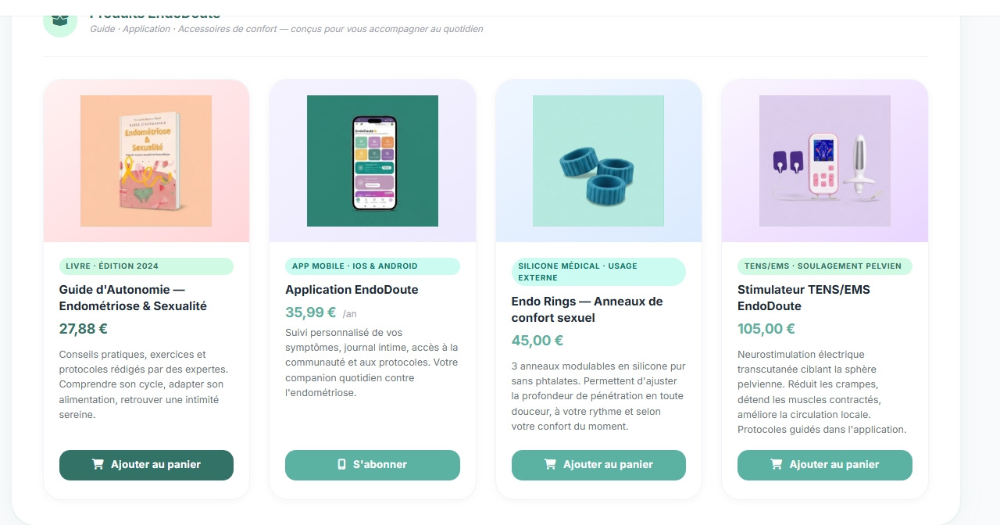 Produits EndoDoute
Guide · Application · Accessoires de confort — conçus pour vous accompagner au quotidien
GUIDE D'AUTONOMIE
Endométriose
&
Sexualité
EndoDoute
LIVRE · ÉDITION 2024
Guide d'Autonomie —
Endométriose & Sexualité
27,88 €
Conseils pratiques, exercices et
protocoles rédigés par des expertes.
Comprendre son cycle, adapter son
alimentation, retrouver une intimité
sereine.
Ajouter au panier
APP MOBILE · IOS & ANDROID
Application EndoDoute
35,99 € /an
Suivi personnalisé de vos
symptômes, journal intime, accès à la
communauté et aux protocoles. Votre
companion quotidien contre
l'endométriose.
S'abonner
SILICONE MÉDICAL · USAGE
EXTERNE
Endo Rings — Anneaux de
confort sexuel
45,00 €
3 anneaux modulables en silicone pur
sans phtalates. Permettent d'ajuster
la profondeur de pénétration en toute
douceur, à votre rythme et selon
votre confort du moment.
Ajouter au panier
TENS/EMS · SOULAGEMENT PELVIEN
Stimulateur TENS/EMS
EndoDoute
105,00 €
Neurostimulation électrique
transcutanée ciblant la sphère
pelvienne. Réduit les crampes,
détend les muscles contractés,
améliore la circulation locale.
Protocoles guidés dans l'application.
Ajouter au panier